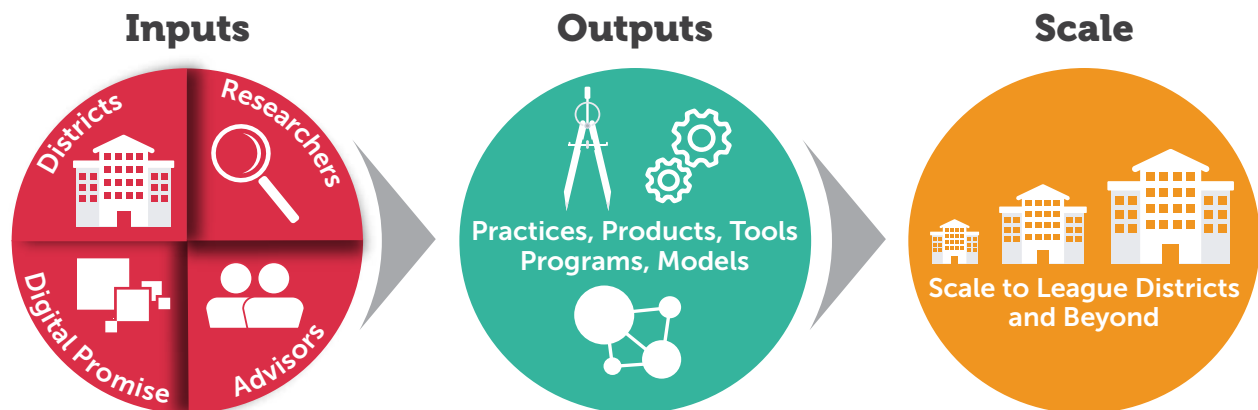 Inputs
Outputs
Scale
Districts
Researchers
Digital Promise
Advisors
Practices, Products, Tools
Programs, Models
Scale to League Districts
and Beyond